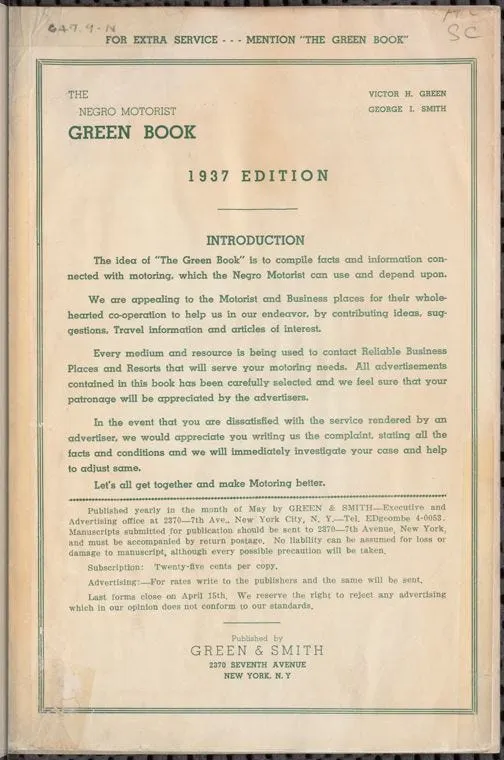 FOR EXTRA SERVICE - - - MENTION "THE GREEN BOOK"
SC
THE
NEGRO MOTORIST
GREEN BOOK
VICTOR H. GREEN
GEORGE I. SMITH
1937 EDITION
INTRODUCTION
The idea of "The Green Book" is to compile facts and information con-
nected with motoring, which the Negro Motorist can use and depend upon.
We are appealing to the Motorist and Business places for their whole-
hearted co-operation to help us in our endeavor, by contributing ideas, sug-
gestions, Travel information and articles of interest.
Every medium and resource is being used to contact Reliable Business
Places and Resorts that will serve your motoring needs. All advertisements
contained in this book has been carefully selected and we feel sure that your
patronage will be appreciated by the advertisers.
In the event that you are dissatisfied with the service rendered by an
advertiser, we would appreciate you writing us the complaint, stating all the
facts and conditions and we will immediately investigate your case and help
to adjust same.
Let's all get together and make Motoring better.
Published yearly in the month of May by GREEN & SMITH—Executive and
Advertising office at 2370—7th Ave., New York City, N. Y.—Tel. EDgecombe 4-0053.
Manuscripts submitted for publication should be sent to 2370—7th Avenue, New York,
and must be accompanied by return postage. No liability can be assumed for loss or
damage to manuscript, although every possible precaution will be taken.
Subscription: Twenty-five cents per copy.
Advertising:—For rates write to the publishers and the same will be sent.
Last forms close on April 15th. We reserve the right to reject any advertising
which in our opinion does not conform to our standards.
Published by
GREEN & SMITH
2370 SEVENTH AVENUE
NEW YORK, N. Y